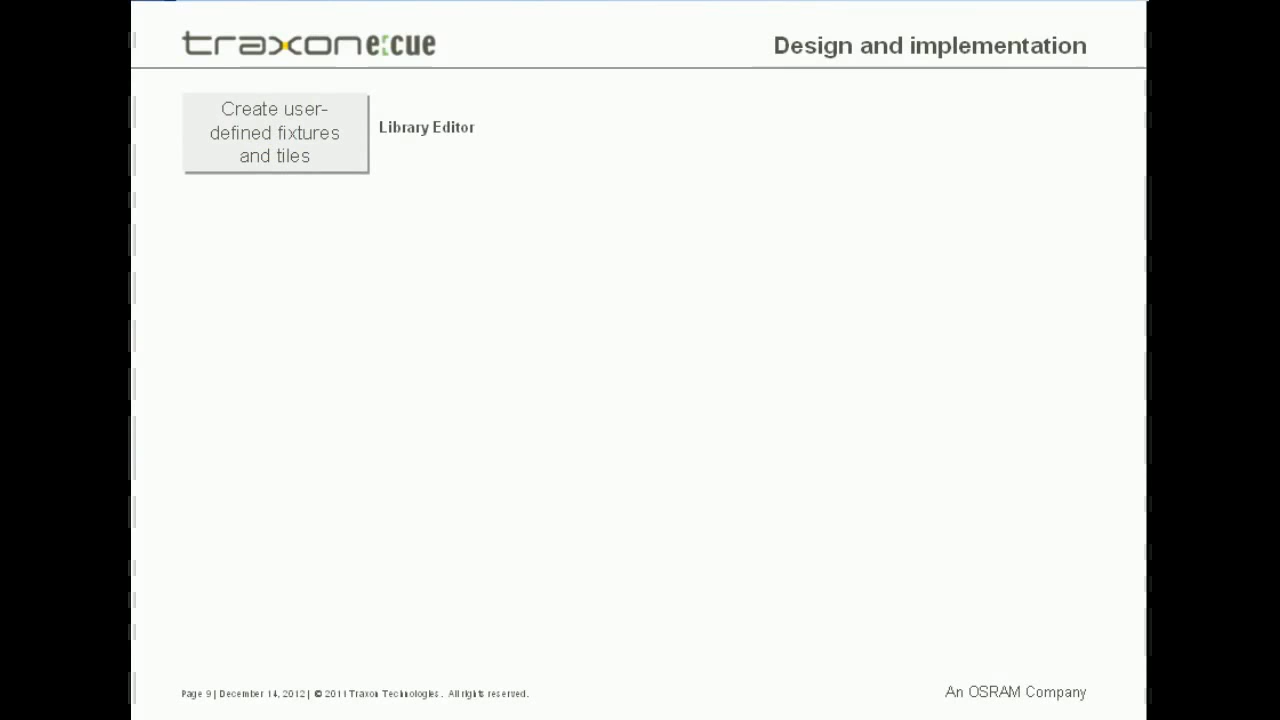 traxon e:cue
Design and implementation
Create user-
defined fixtures
and tiles
Library Editor
Page 9 | December 14, 2012 | © 2011 Traxon Technologies. All rights reserved.
An OSRAM Company